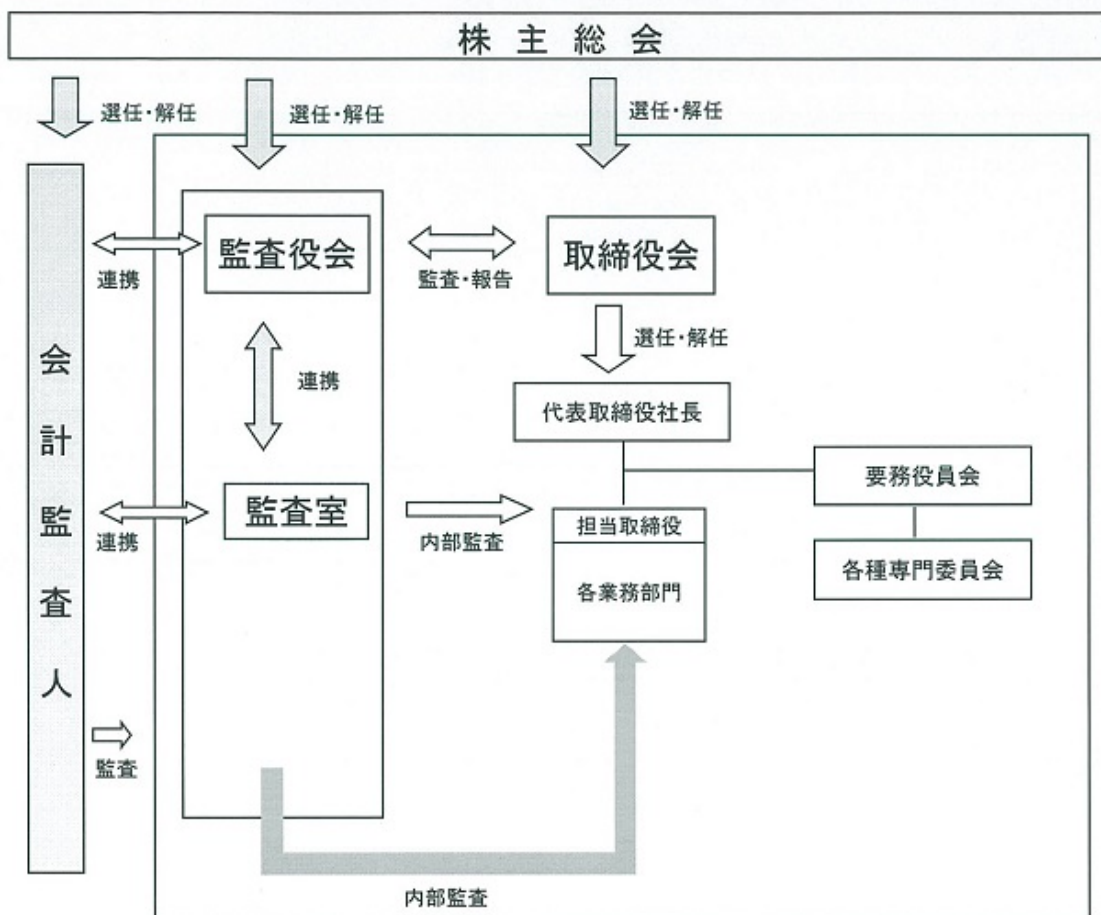 株主総会
選任・解任
選任・解任
選任・解任
会計監査人
監査役会
取締役会
連携
監査・報告
選任・解任
連携
代表取締役社長
要務役員会
監査室
連携
内部監査
担当取締役
各業務部門
各種専門委員会
監査
内部監査